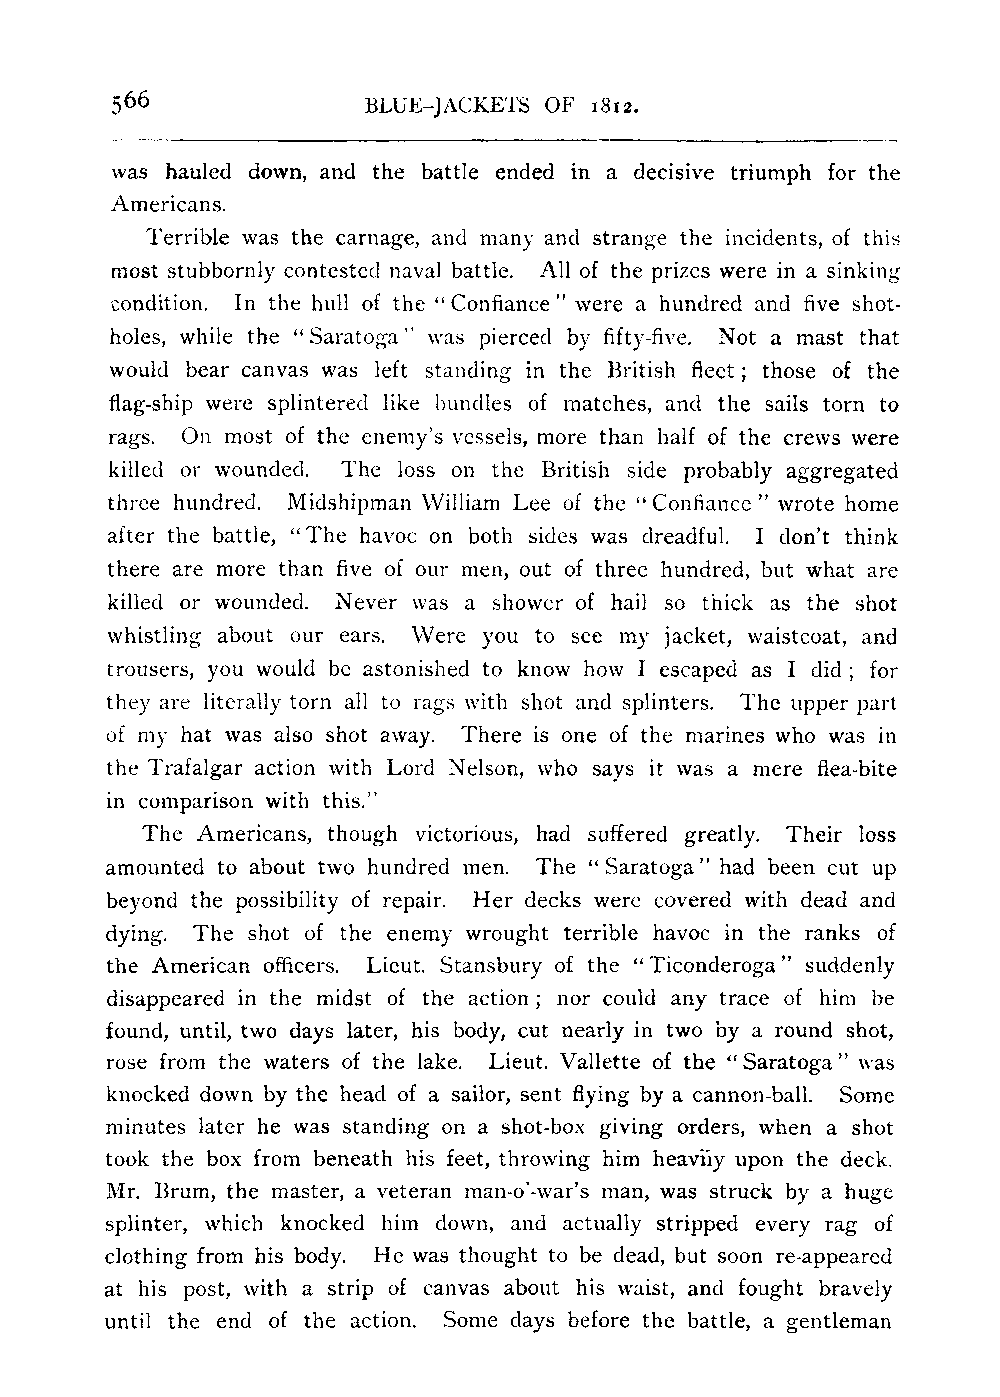 566 BLUE-JACKETS OF 1812.
was hauled down, and the battle ended in a decisive triumph for the
Americans.
Terrible was the carnage, and many and strange the incidents, of this
most stubbornly contested naval battle. All of the prizes were in a sinking
condition. In the hull of the “Confiance” were a hundred and five shot-
holes, while the “Saratoga” was pierced by fifty-five. Not a mast that
would bear canvas was left standing in the British fleet; those of the
flag-ship were splintered like bundles of matches, and the sails torn to
rags. On most of the enemy's vessels, more than half of the crews were
killed or wounded. The loss on the British side probably aggregated
three hundred. Midshipman William Lee of the “Confiance” wrote home
after the battle, “The havoc on both sides was dreadful. I don't think
there are more than five of our men, out of three hundred, but what are
killed or wounded. Never was a shower of hail so thick as the shot
whistling about our ears. Were you to see my jacket, waistcoat, and
trousers, you would be astonished to know how I escaped as I did; for
they are literally torn all to rags with shot and splinters. The upper part
of my hat was also shot away. There is one of the marines who was in
the Trafalgar action with Lord Nelson, who says it was a mere flea-bite
in comparison with this.”
The Americans, though victorious, had suffered greatly. Their loss
amounted to about two hundred men. The “Saratoga” had been cut up
beyond the possibility of repair. Her decks were covered with dead and
dying. The shot of the enemy wrought terrible havoc in the ranks of
the American officers. Lieut. Stansbury of the “Ticonderoga” suddenly
disappeared in the midst of the action; nor could any trace of him be
found, until, two days later, his body, cut nearly in two by a round shot,
rose from the waters of the lake. Lieut. Vallette of the “Saratoga” was
knocked down by the head of a sailor, sent flying by a cannon-ball. Some
minutes later he was standing on a shot-box giving orders, when a shot
took the box from beneath his feet, throwing him heavily upon the deck.
Mr. Brum, the master, a veteran man-o'-war's man, was struck by a huge
splinter, which knocked him down, and actually stripped every rag of
clothing from his body. He was thought to be dead, but soon re-appeared
at his post, with a strip of canvas about his waist, and fought bravely
until the end of the action. Some days before the battle, a gentleman